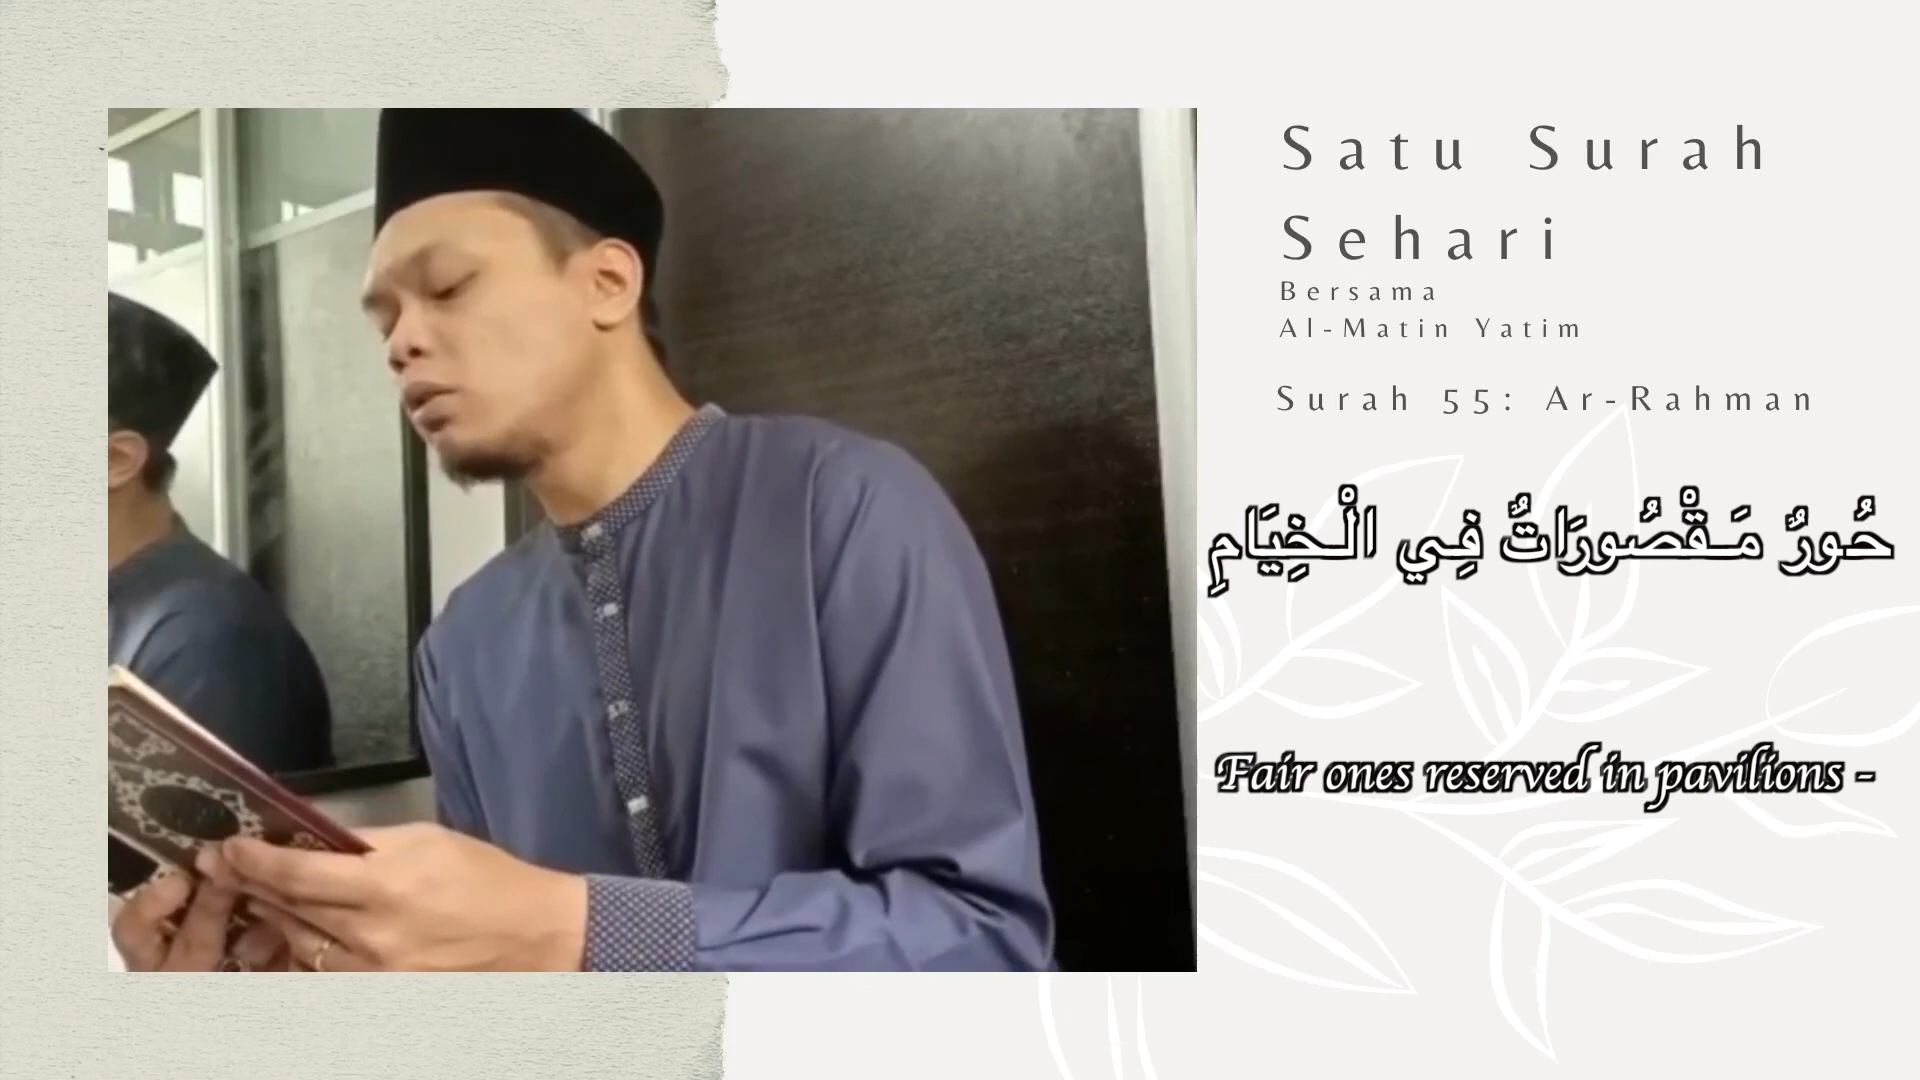 Satu Surah
Sehari
Bersama
Al-Matin Yatim
Surah 55: Ar-Rahman
حُورٌ مَقْصُورَاتٌ فِي الْخِيَامِ
Fair ones reserved in pavilions -